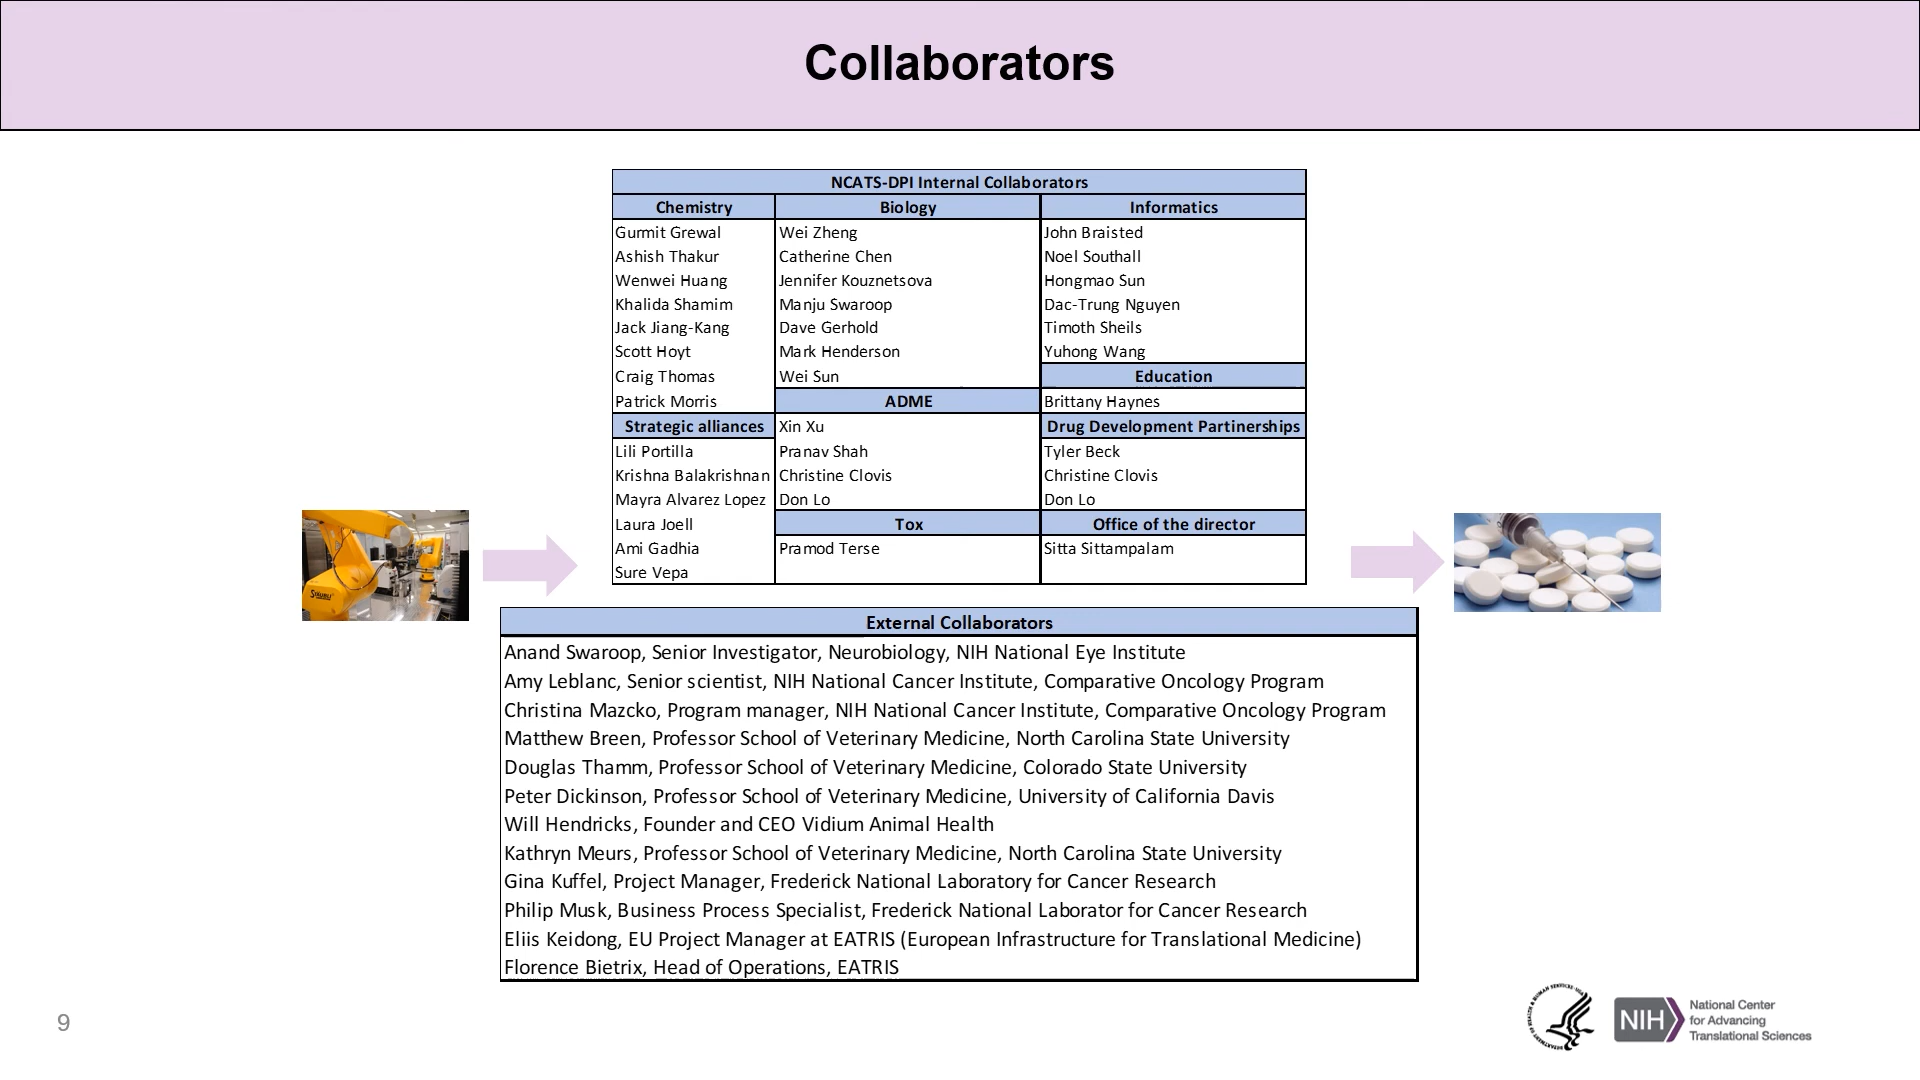 Collaborators
NCATS-DPI Internal Collaborators
Chemistry
Gurmit Grewal
Ashish Thakur
Wenwei Huang
Khalida Shamim
Jack Jiang-Kang
Scott Hoyt
Craig Thomas
Patrick Morris
Strategic alliances
Lili Portilla
Krishna Balakrishnan
Mayra Alvarez Lopez
Laura Joell
Ami Gadhia
Sure Vepa
Biology
Wei Zheng
Catherine Chen
Jennifer Kouznetsova
Manju Swaroop
Dave Gerhold
Mark Henderson
Wei Sun
ADME
Xin Xu
Pranav Shah
Christine Clovis
Don Lo
Tox
Pramod Terse
Informatics
John Braisted
Noel Southall
Hongmao Sun
Dac-Trung Nguyen
Timoth Sheils
Yuhong Wang
Education
Brittany Haynes
Drug Development Partinerships
Tyler Beck
Christine Clovis
Don Lo
Office of the director
Sitta Sittampalam
STÄUBLI
External Collaborators
Anand Swaroop, Senior Investigator, Neurobiology, NIH National Eye Institute
Amy Leblanc, Senior scientist, NIH National Cancer Institute, Comparative Oncology Program
Christina Mazcko, Program manager, NIH National Cancer Institute, Comparative Oncology Program
Matthew Breen, Professor School of Veterinary Medicine, North Carolina State University
Douglas Thamm, Professor School of Veterinary Medicine, Colorado State University
Peter Dickinson, Professor School of Veterinary Medicine, University of California Davis
Will Hendricks, Founder and CEO Vidium Animal Health
Kathryn Meurs, Professor School of Veterinary Medicine, North Carolina State University
Gina Kuffel, Project Manager, Frederick National Laboratory for Cancer Research
Philip Musk, Business Process Specialist, Frederick National Laborator for Cancer Research
Eliis Keidong, EU Project Manager at EATRIS (European Infrastructure for Translational Medicine)
Florence Bietrix, Head of Operations, EATRIS
9
NIH
National Center
for Advancing
Translational Sciences